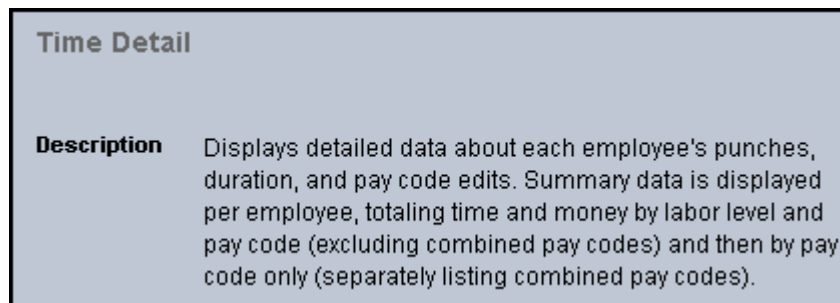 Time Detail
Description
Displays detailed data about each employee's punches,
duration, and pay code edits. Summary data is displayed
per employee, totaling time and money by labor level and
pay code (excluding combined pay codes) and then by pay
code only (separately listing combined pay codes).